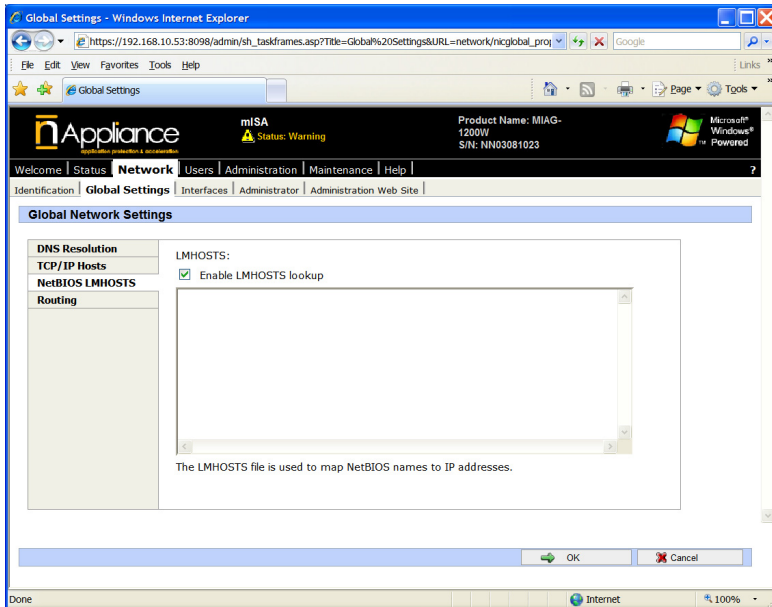 Global Settings - Windows Internet Explorer
https://192.168.10.53:8098/admin/sh_taskframes.asp?Title=Global%20Settings&URL=network/nicglobal_prop
Google
File Edit View Favorites Tools Help
Links »
Global Settings
Page Tools »
nAppliance
application protection & acceleration
mISA
Status: Warning
Product Name: MIAG-
1200W
S/N: NN03081023
Microsoft®
Windows®
Powered
TM
Welcome | Status | Network | Users | Administration | Maintenance | Help | ?
Identification | Global Settings | Interfaces | Administrator | Administration Web Site |
Global Network Settings
DNS Resolution
TCP/IP Hosts
NetBIOS LMHOSTS
Routing
LMHOSTS:
Enable LMHOSTS lookup
The LMHOSTS file is used to map NetBIOS names to IP addresses.
OK
Cancel
Done
Internet
100%